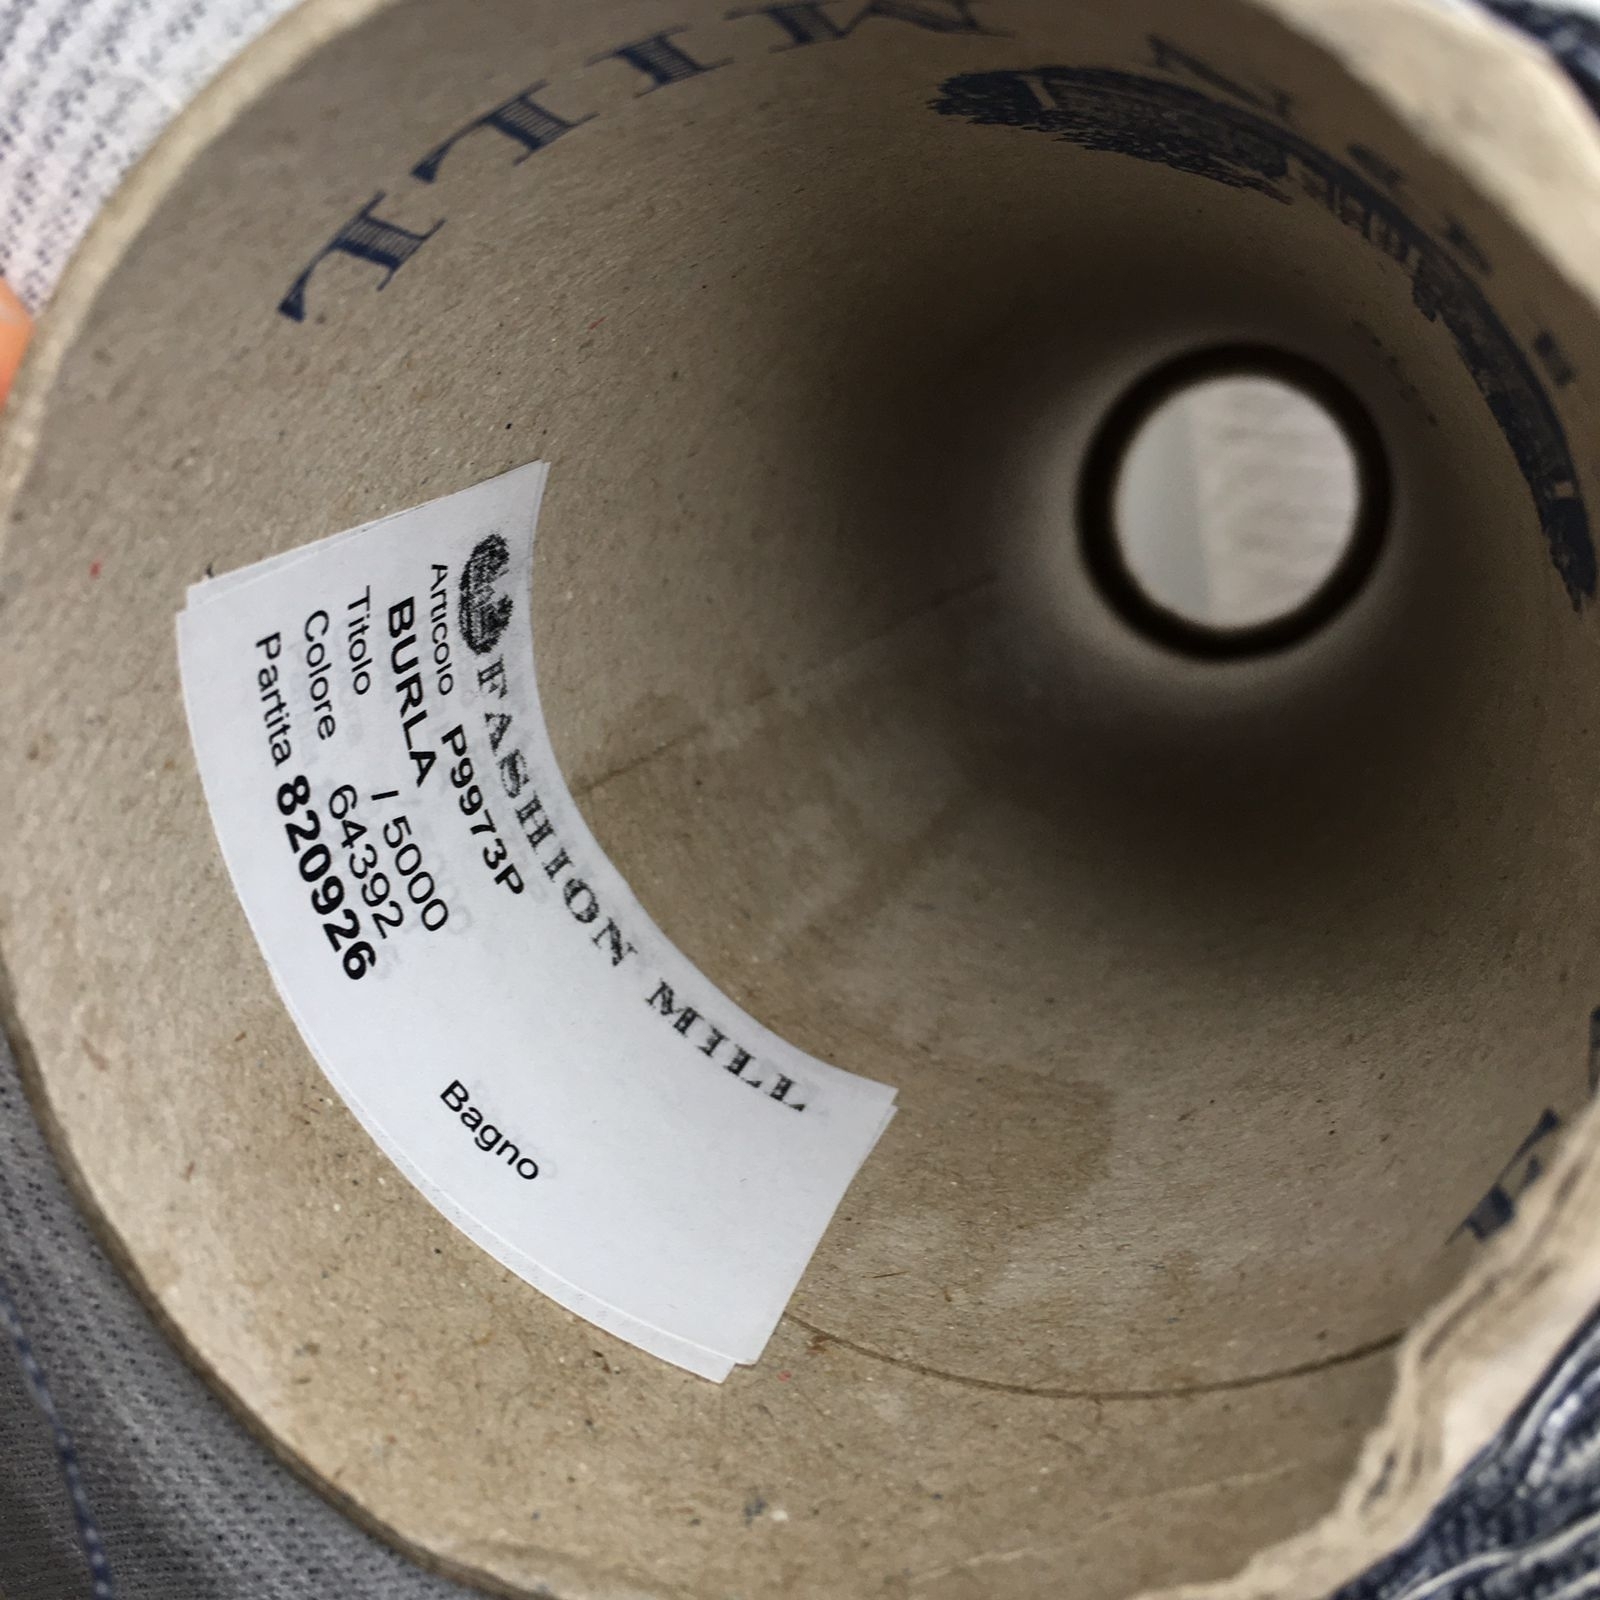 MILL
FASHION MILL
Articolo P9973P
BURLA
Titolo / 5000
Colore 64392
Partita 820926
Bagno